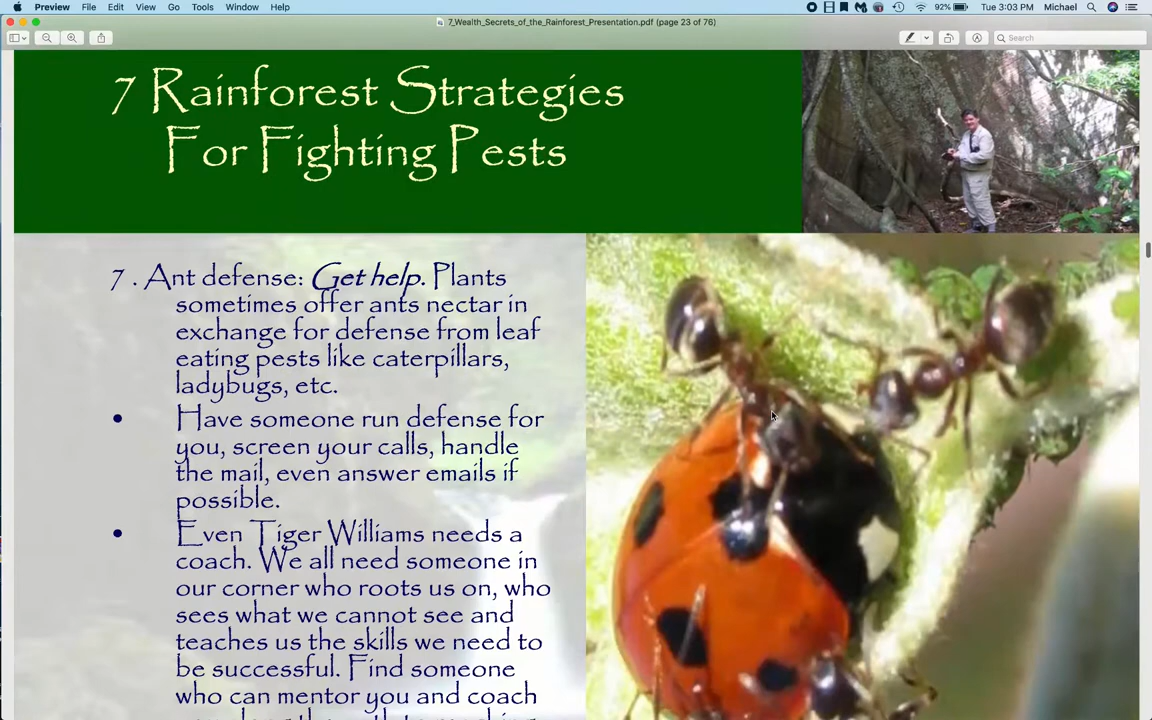 Preview File Edit View Go Tools Window Help 92% Tue 3:03 PM Michael
7_Wealth_Secrets_of_the_Rainforest_Presentation.pdf (page 23 of 76)
Search
7 Rainforest Strategies
For Fighting Pests
7 . Ant defense: Get help. Plants
sometimes offer ants nectar in
exchange for defense from leaf
eating pests like caterpillars,
ladybugs, etc.
• Have someone run defense for
you, screen your calls, handle
the mail, even answer emails if
possible.
• Even Tiger Williams needs a
coach. We all need someone in
our corner who roots us on, who
sees what we cannot see and
teaches us the skills we need to
be successful. Find someone
who can mentor you and coach